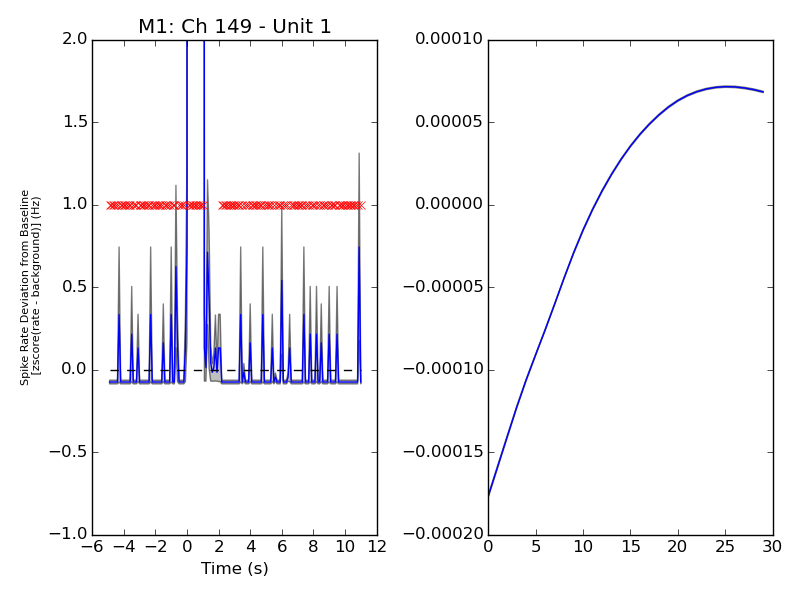 M1: Ch 149 - Unit 1
2.0
1.5
1.0
0.5
0.0
−0.5
−1.0
Spike Rate Deviation from Baseline
[zscore(rate - background)] (Hz)
−6 −4 −2 0 2 4 6 8 10 12
Time (s)
0.00010
0.00005
0.00000
−0.00005
−0.00010
−0.00015
−0.00020
0 5 10 15 20 25 30